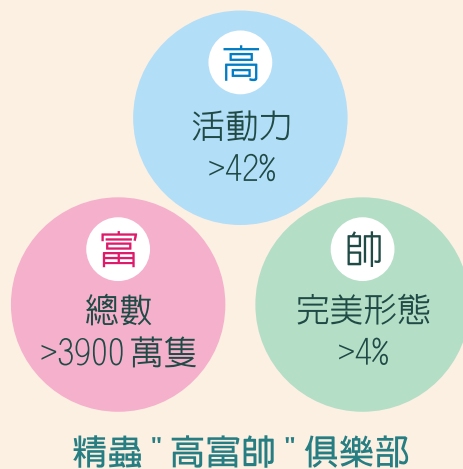 高
活動力
>42%
富
總數
>3900 萬隻
帥
完美形態
>4%
精蟲 " 高富帥 " 俱樂部